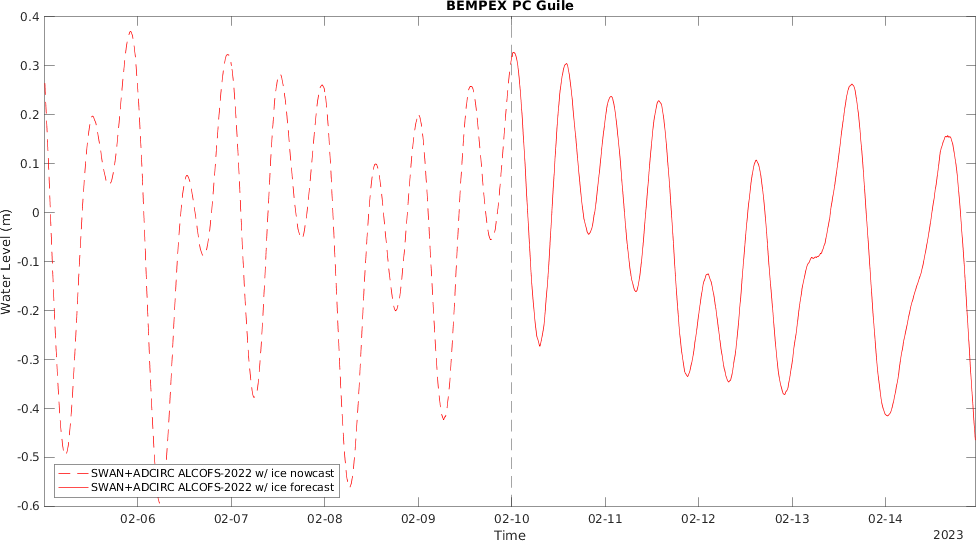 BEMPEX PC Guile
0.4
0.3
0.2
0.1
0
-0.1
-0.2
-0.3
-0.4
-0.5
-0.6
Water Level (m)
SWAN+ADCIRC ALCOFS-2022 w/ ice nowcast
SWAN+ADCIRC ALCOFS-2022 w/ ice forecast
02-06 02-07 02-08 02-09 02-10 02-11 02-12 02-13 02-14
Time
2023